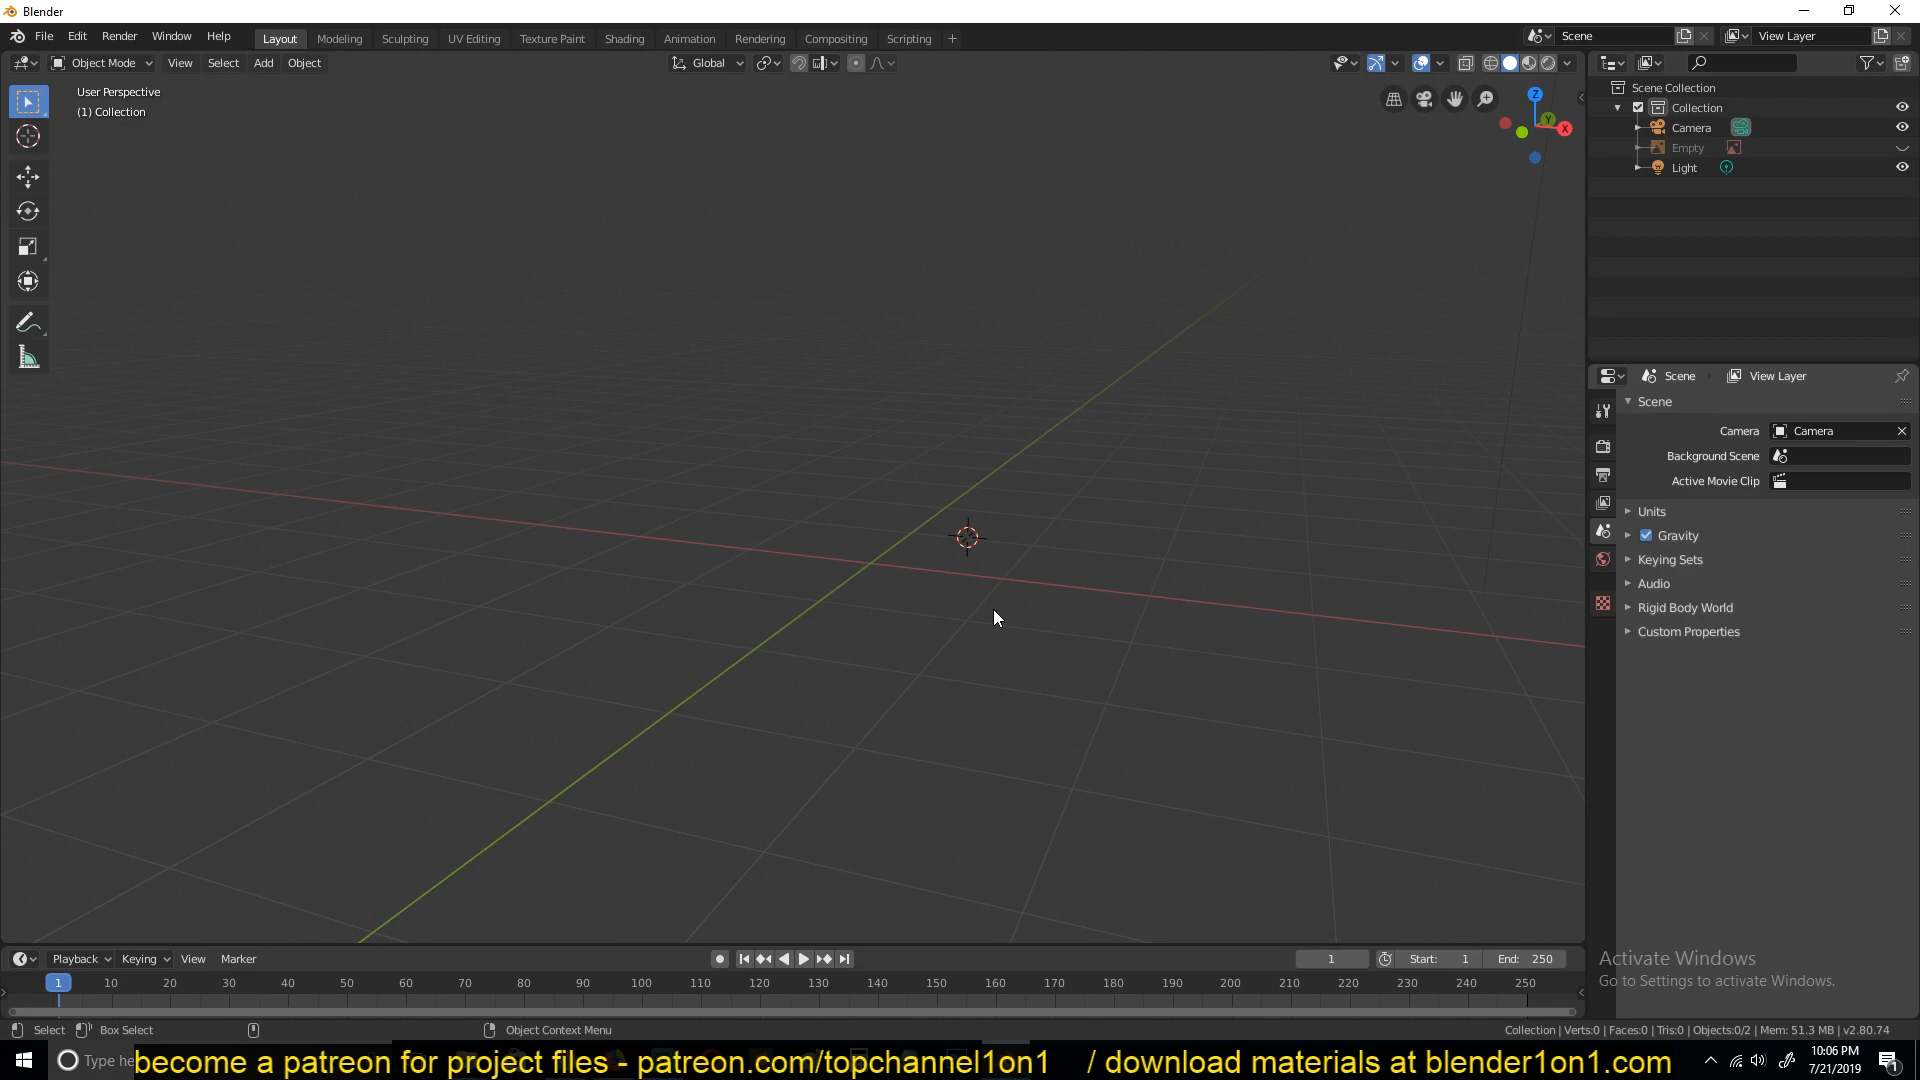 Blender
File Edit Render Window Help Layout Modeling Sculpting UV Editing Texture Paint Shading Animation Rendering Compositing Scripting + Scene View Layer
Object Mode View Select Add Object Global
User Perspective
(1) Collection
Z
Y
X
Scene Collection
Collection
Camera
Empty
Light
Scene View Layer
Scene
Camera Camera
Background Scene
Active Movie Clip
Units
Gravity
Keying Sets
Audio
Rigid Body World
Custom Properties
Activate Windows
Go to Settings to activate Windows.
Playback Keying View Marker 1 Start: 1 End: 250
1 10 20 30 40 50 60 70 80 90 100 110 120 130 140 150 160 170 180 190 200 210 220 230 240 250
Select Box Select Object Context Menu Collection | Verts:0 | Faces:0 | Tris:0 | Objects:0/2 | Mem: 51.3 MB | v2.80.74
Type he
become a patreon for project files - patreon.com/topchannel1on1 / download materials at blender1on1.com
10:06 PM
7/21/2019
1